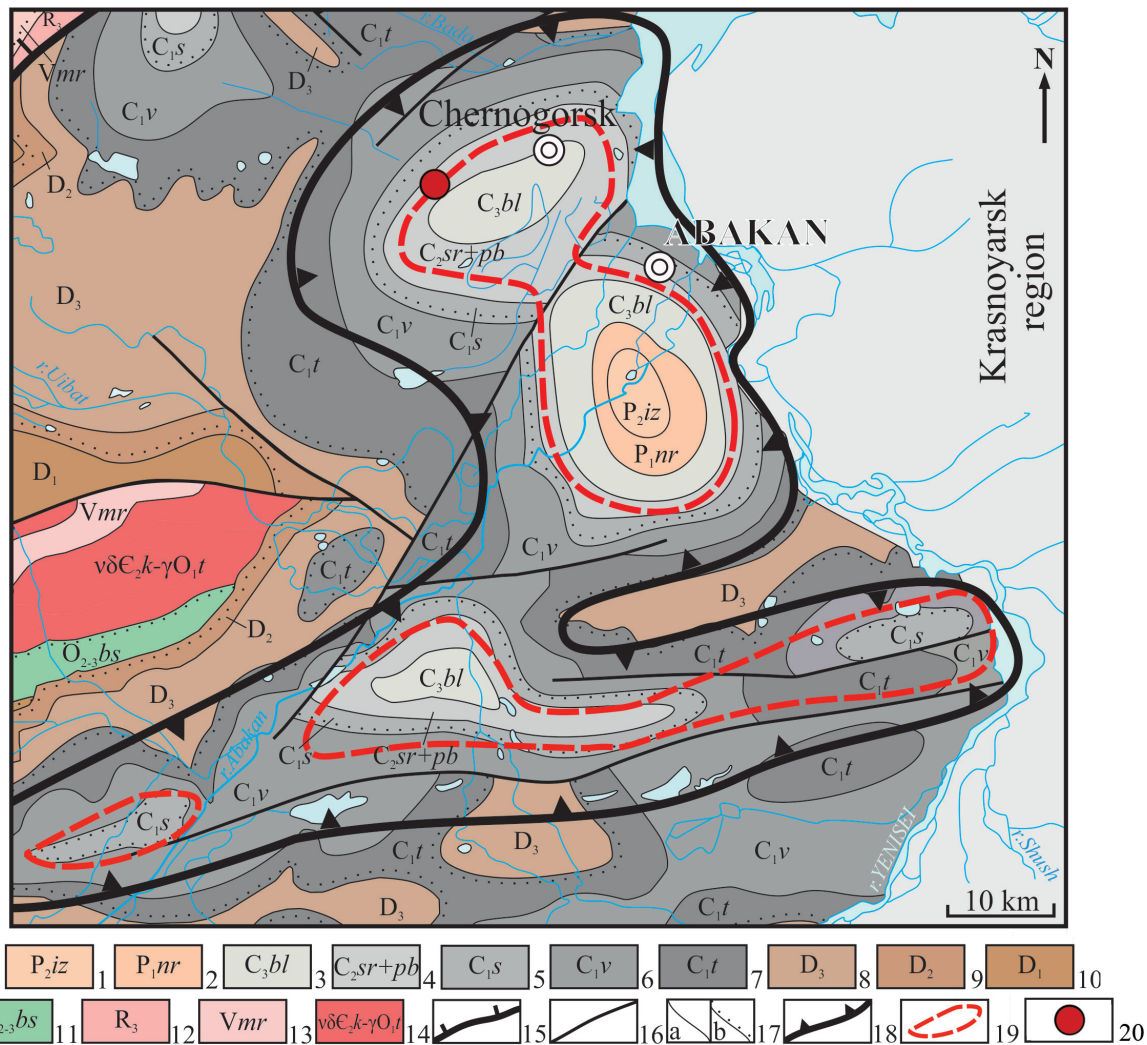 R₃
C₁s
D₃
C₁t
r.Bada
Vmr
N
C₁v
Chernogorsk
D₂
C₃bl
ABAKAN
C₂sr+pb
D₃
C₃bl
Krasnoyarsk
region
C₁v
C₁s
C₁t
r.Uibat
P₂iz
D₁
P₁nr
Vmr
C₁t
C₁v
νδЄ₂k-γO₁t
C₁t
D₃
D₂
O₂₋₃bs
C₁s
C₁v
C₁t
D₃
C₃bl
C₁t
r.Abakan
C₁s
C₂sr+pb
C₁t
C₁v
C₁s
D₃
C₁t
C₁v
r.YENISEI
r.Shush
D₃
C₁t
10 km
P₂iz 1 P₁nr 2 C₃bl 3 C₂sr+pb 4 C₁s 5 C₁v 6 C₁t 7 D₃ 8 D₂ 9 D₁ 10
₂₋₃bs 11 R₃ 12 Vmr 13 νδЄ₂k-γO₁t 14 15 16 a b 17 18 19 20